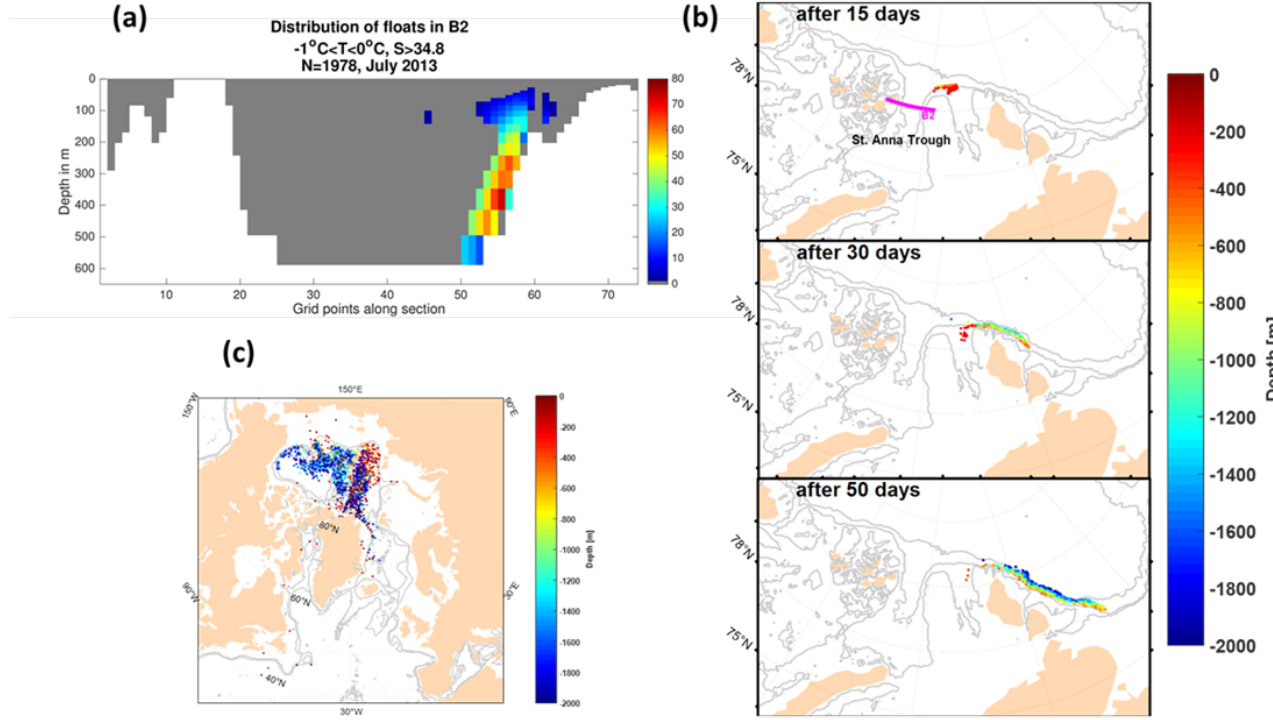 (a)
Distribution of floats in B2
-1°C<T<0°C, S>34.8
N=1978, July 2013
Depth in m
0
100
200
300
400
500
600
10
20
30
40
50
60
70
Grid points along section
80
70
60
50
40
30
20
10
0
(b)
after 15 days
78°N
75°N
B2
St. Anna Trough
after 30 days
78°N
75°N
after 50 days
78°N
75°N
0
-200
-400
-600
-800
-1000
-1200
-1400
-1600
-1800
-2000
Depth [m]
(c)
150°E
150°W
90°E
80°N
60°N
40°N
90°W
30°E
30°W
0
-200
-400
-600
-800
-1000
-1200
-1400
-1600
-1800
-2000
Depth [m]